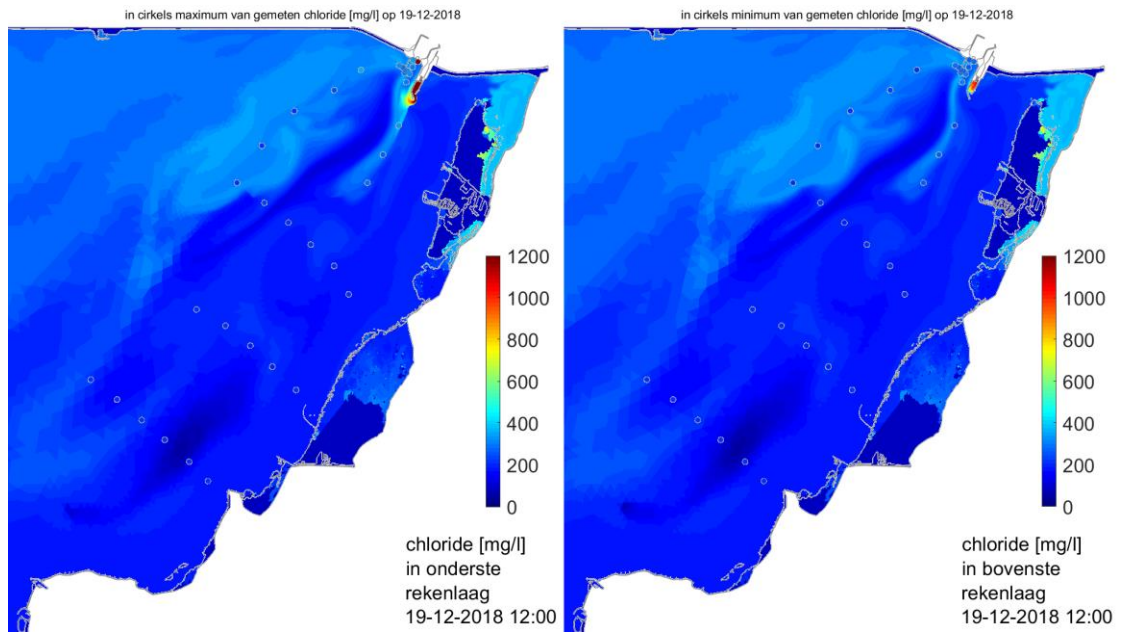 in cirkels maximum van gemeten chloride [mg/l] op 19-12-2018
1200
1000
800
600
400
200
0
chloride [mg/l]
in onderste
rekenlaag
19-12-2018 12:00
in cirkels minimum van gemeten chloride [mg/l] op 19-12-2018
1200
1000
800
600
400
200
0
chloride [mg/l]
in bovenste
rekenlaag
19-12-2018 12:00